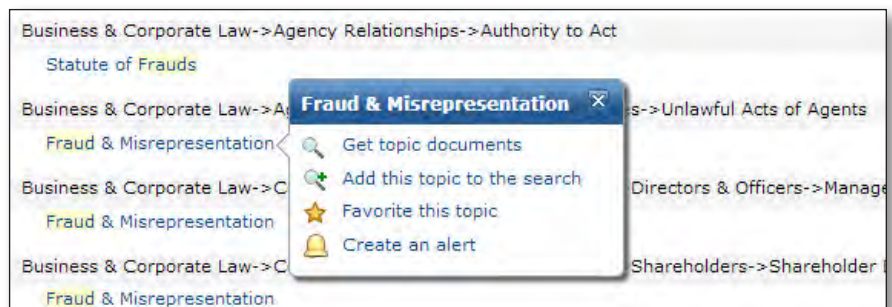 Business & Corporate Law->Agency Relationships->Authority to Act
Statute of Frauds
Business & Corporate Law->A
s->Unlawful Acts of Agents
Fraud & Misrepresentation
Business & Corporate Law->C
Directors & Officers->Manage
Fraud & Misrepresentation
Business & Corporate Law->C
Shareholders->Shareholder
Fraud & Misrepresentation
Fraud & Misrepresentation
Get topic documents
Add this topic to the search
Favorite this topic
Create an alert